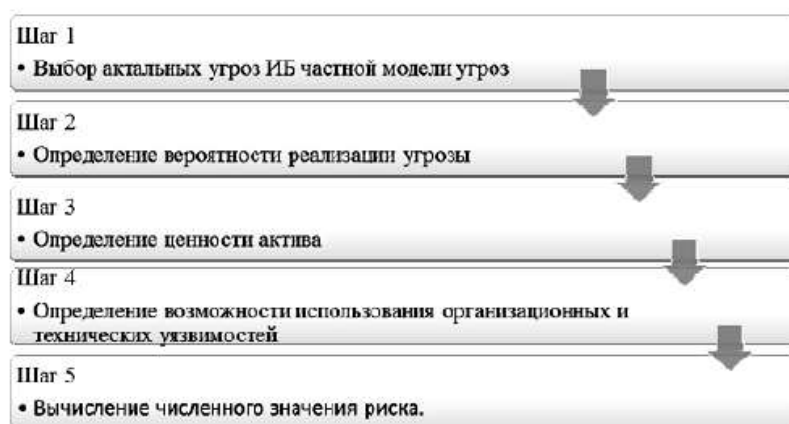 Шаг 1
• Выбор актальных угроз ИБ частной модели угроз
Шаг 2
• Определение вероятности реализации угрозы
Шаг 3
• Определение ценности актива
Шаг 4
• Определение возможности использования организационных и
технических уязвимостей
Шаг 5
• Вычисление численного значения риска.